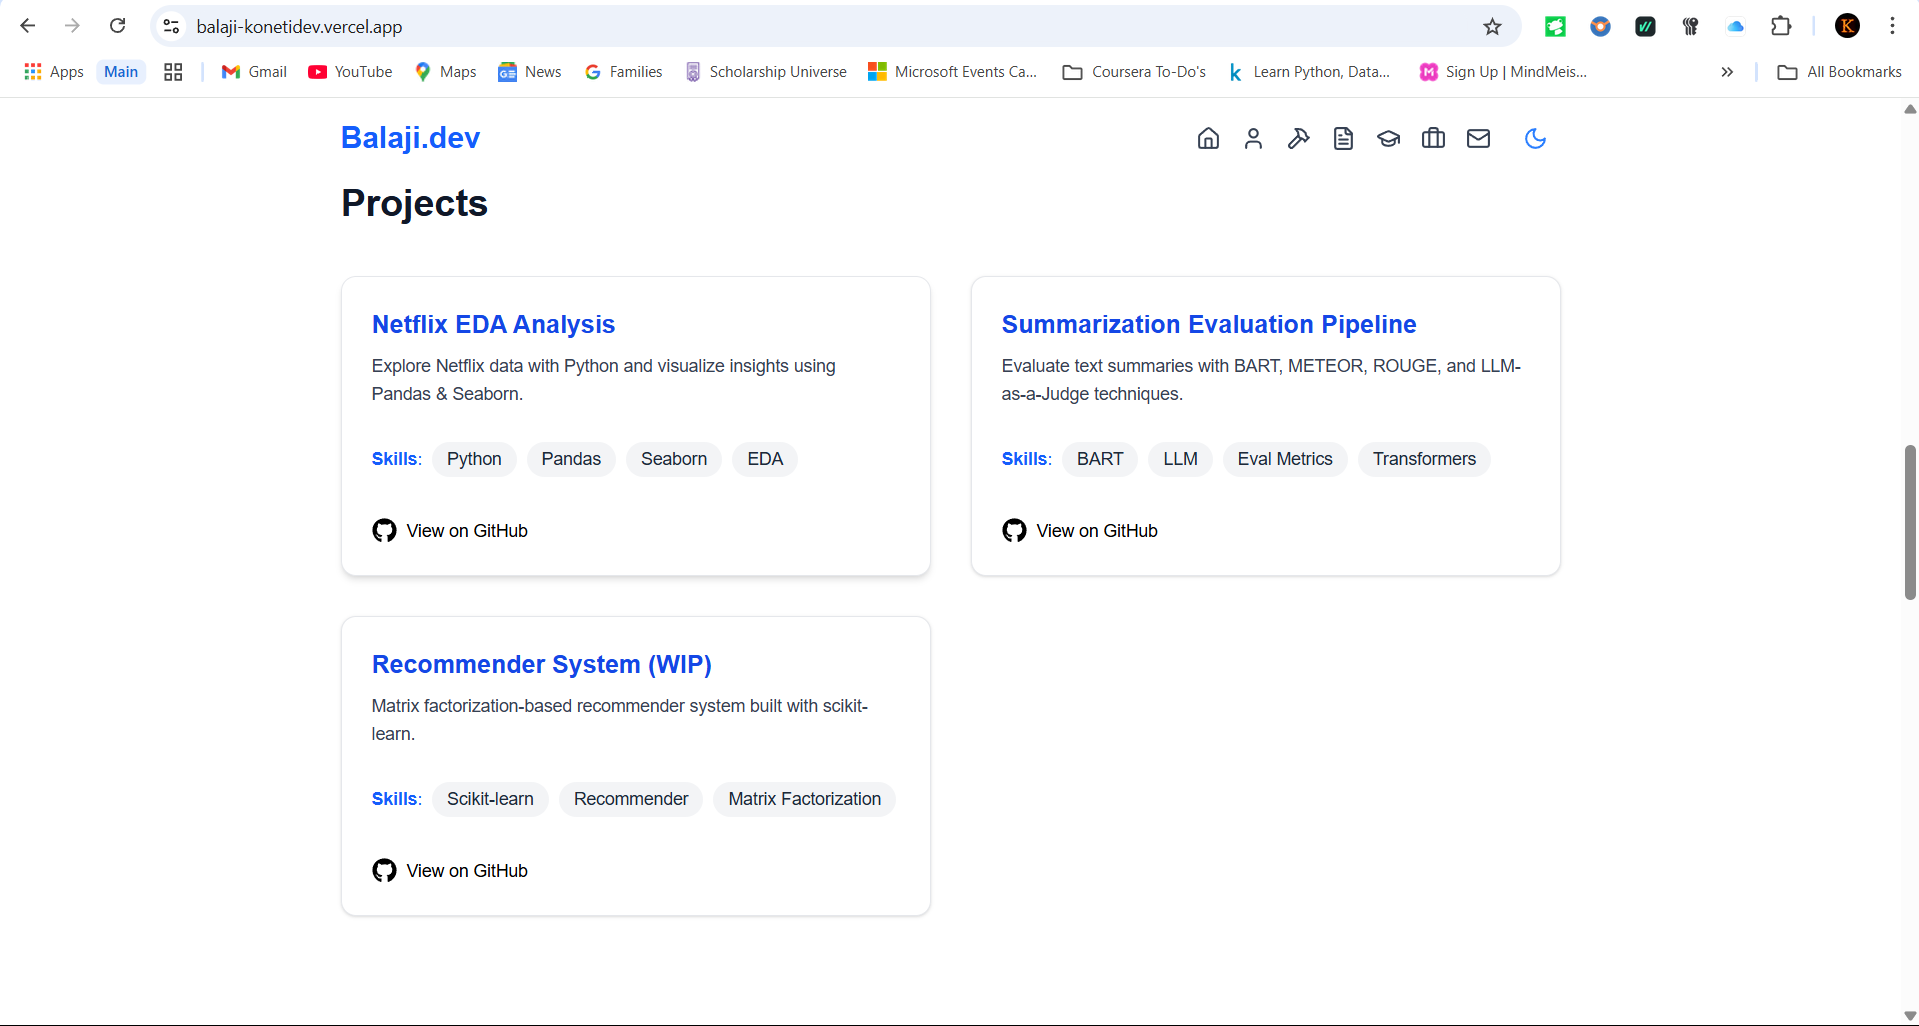 balaji-konetidev.vercel.app
K
Apps Main Gmail YouTube Maps News Families Scholarship Universe Microsoft Events Ca... Coursera To-Do's Learn Python, Data... Sign Up | MindMeis... » All Bookmarks
Balaji.dev
Projects
Netflix EDA Analysis
Explore Netflix data with Python and visualize insights using
Pandas & Seaborn.
Skills: Python Pandas Seaborn EDA
View on GitHub
Summarization Evaluation Pipeline
Evaluate text summaries with BART, METEOR, ROUGE, and LLM-
as-a-Judge techniques.
Skills: BART LLM Eval Metrics Transformers
View on GitHub
Recommender System (WIP)
Matrix factorization-based recommender system built with scikit-
learn.
Skills: Scikit-learn Recommender Matrix Factorization
View on GitHub